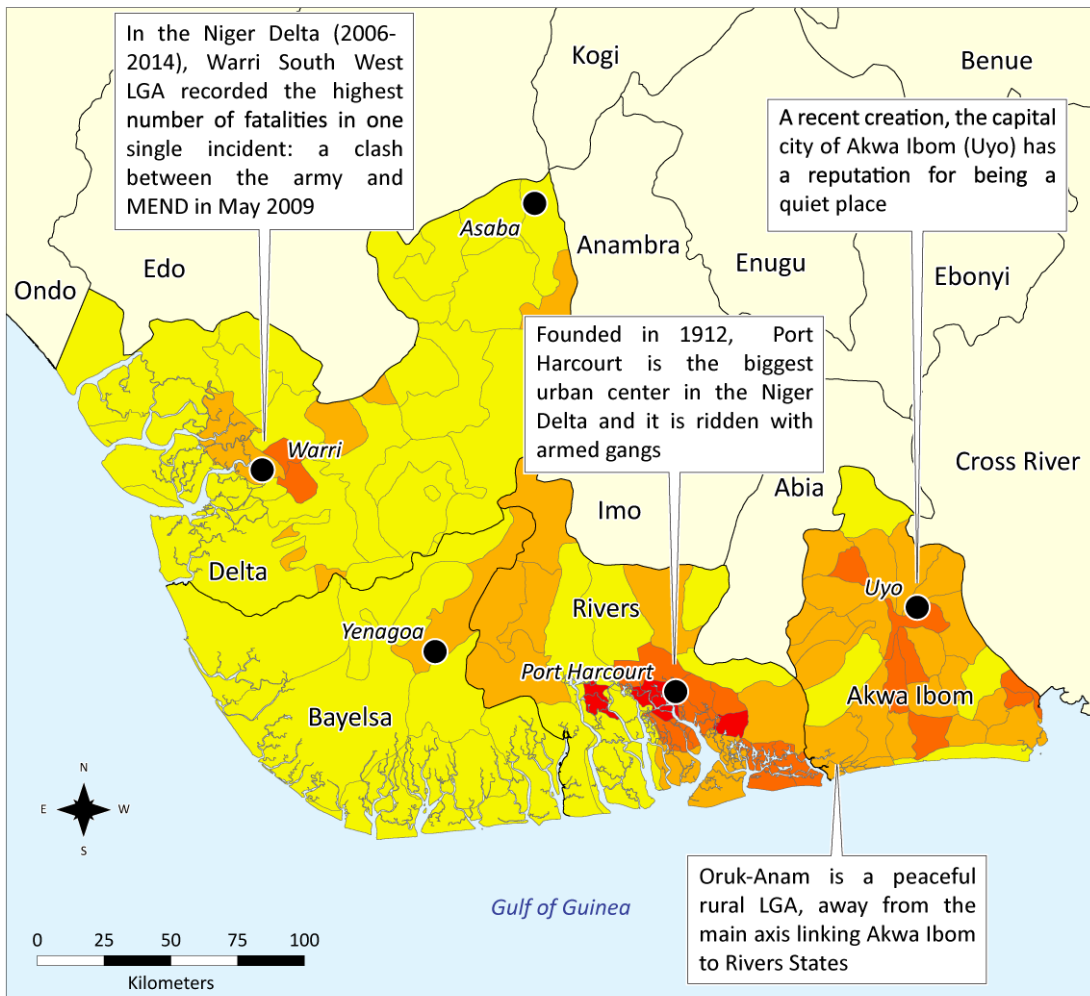 In the Niger Delta (2006-
2014), Warri South West
LGA recorded the highest
number of fatalities in one
single incident: a clash
between the army and
MEND in May 2009
Kogi
Benue
A recent creation, the capital
city of Akwa Ibom (Uyo) has
a reputation for being a
quiet place
Asaba
Anambra
Enugu
Edo
Ebonyi
Ondo
Founded in 1912, Port
Harcourt is the biggest
urban center in the Niger
Delta and it is ridden with
armed gangs
Warri
Cross River
Abia
Imo
Delta
Uyo
Rivers
Yenagoa
Port Harcourt
Akwa Ibom
Bayelsa
N
E
W
S
Oruk-Anam is a peaceful
rural LGA, away from the
main axis linking Akwa Ibom
to Rivers States
Gulf of Guinea
0 25 50 75 100
Kilometers